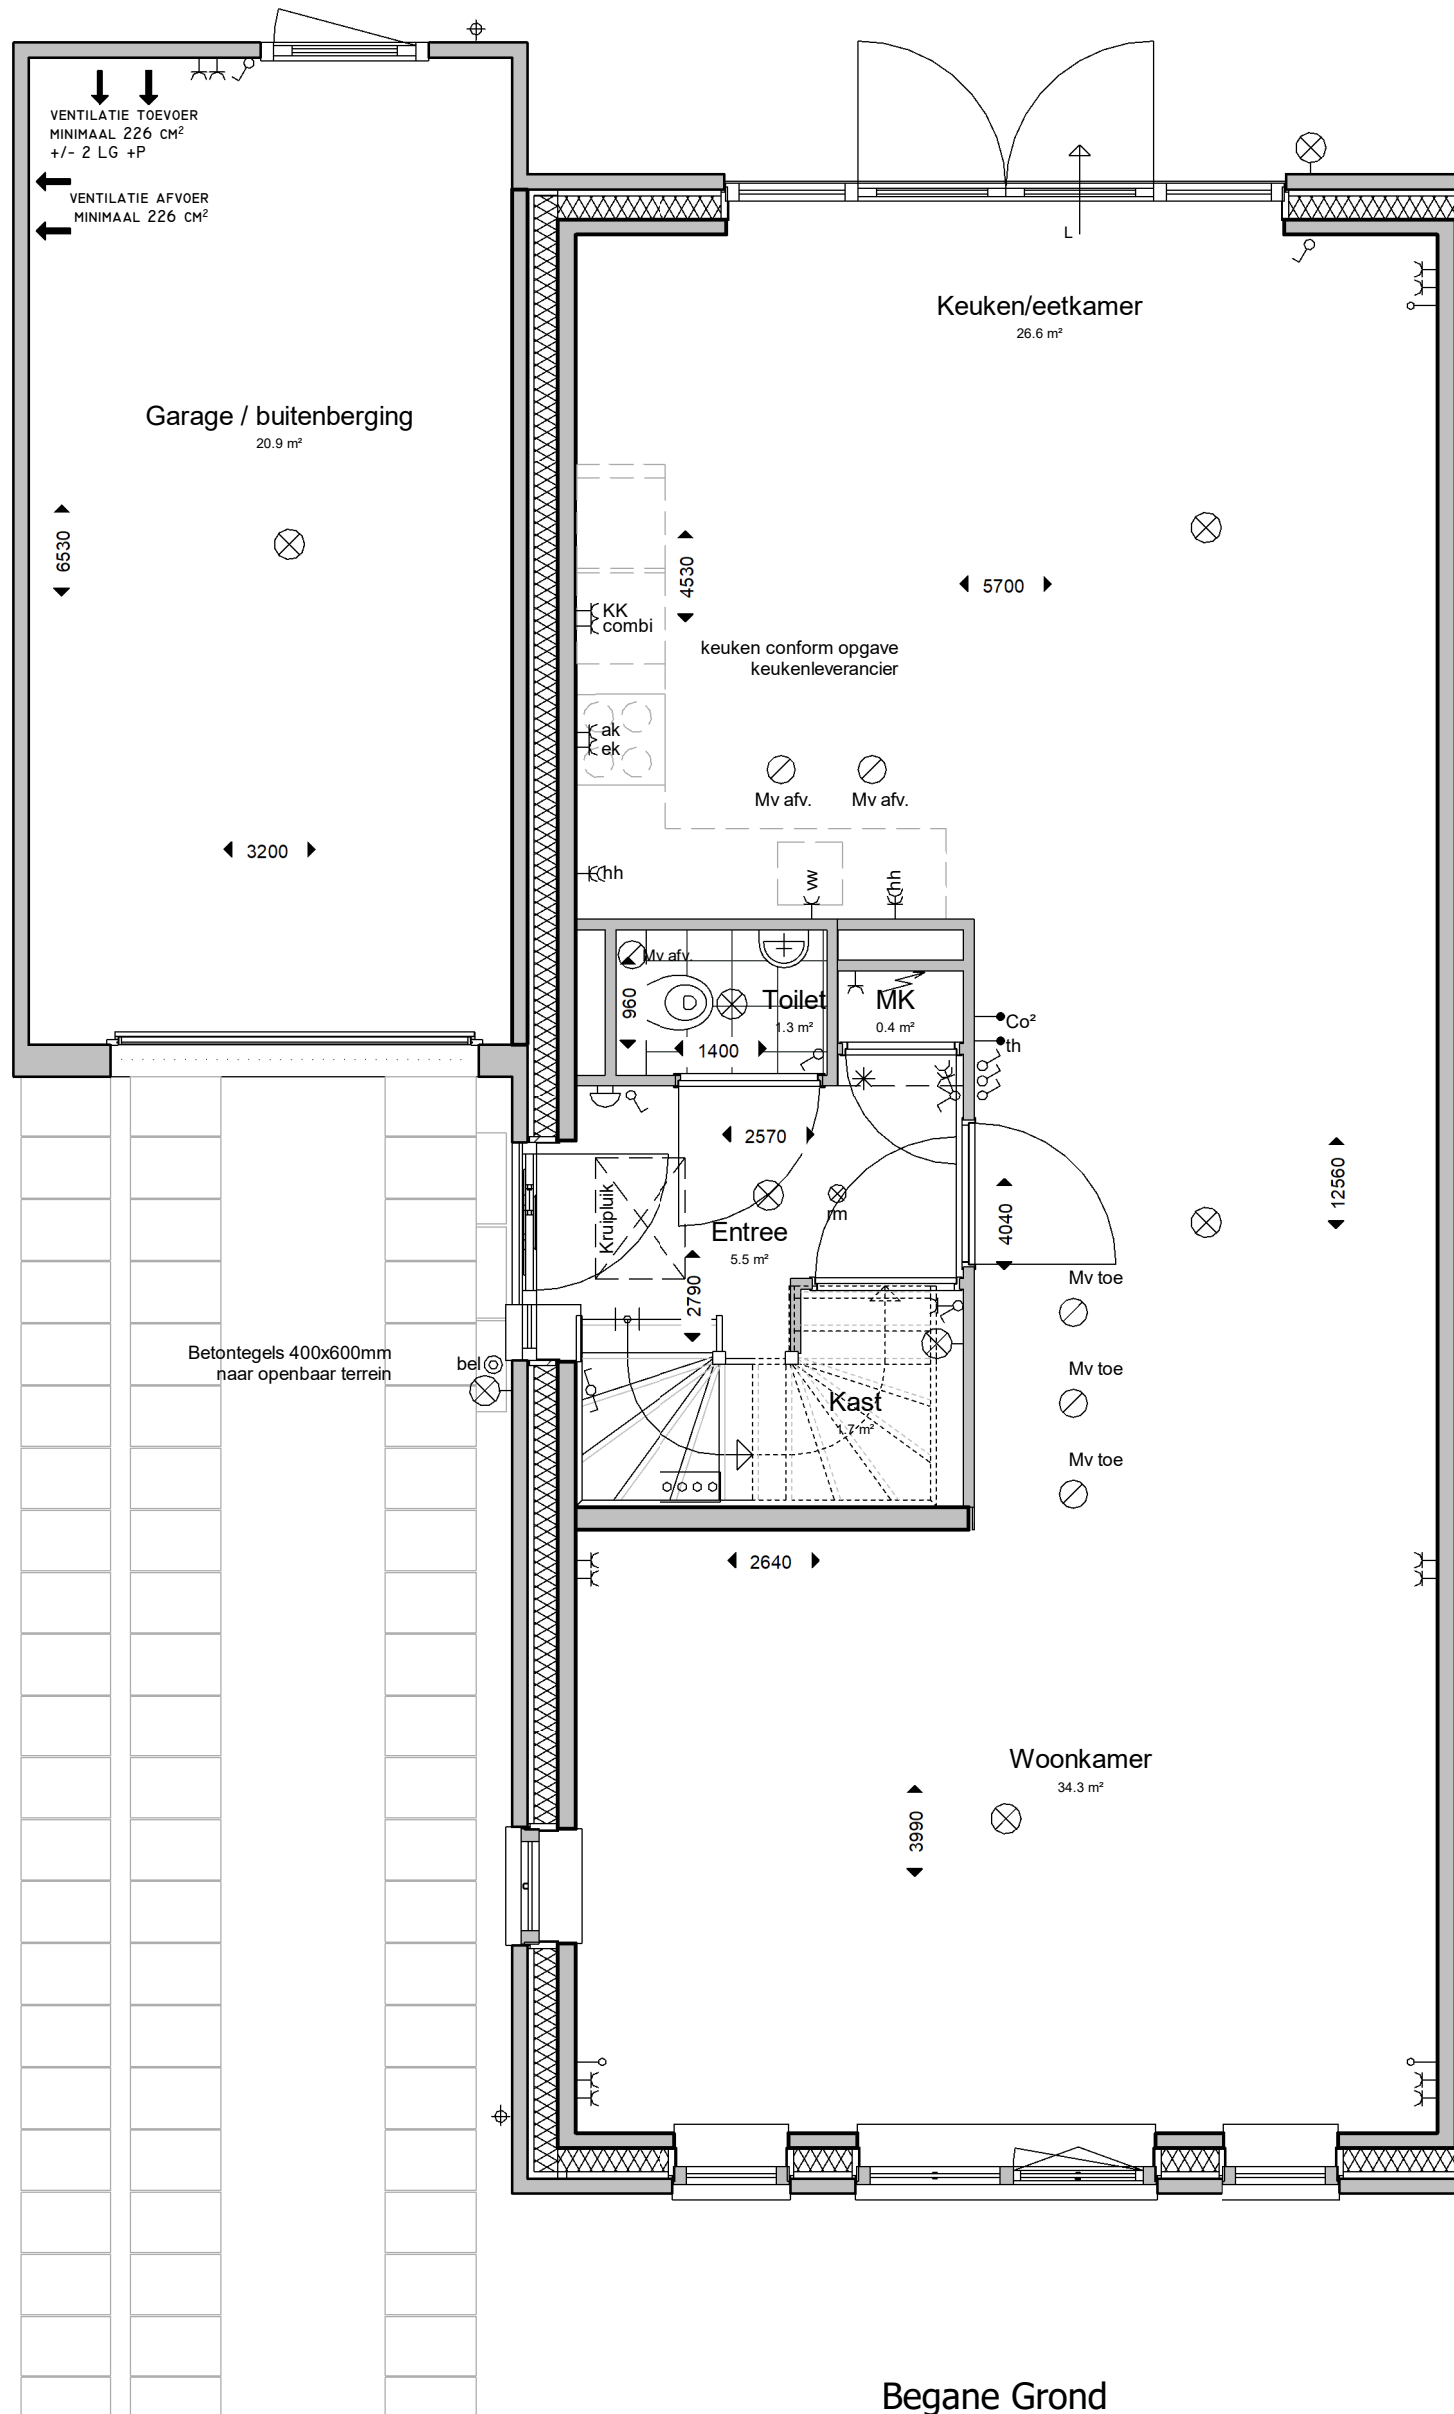 VENTILATIE TOEVOER
MINIMAAL 226 CM²
+/- 2 LG +P
VENTILATIE AFVOER
MINIMAAL 226 CM²
L
Keuken/eetkamer
26.6 m²
Garage / buitenberging
20.9 m²
6530
4530
5700
KK
combi
keuken conform opgave
keukenleverancier
ak
ek
Mv afv.
Mv afv.
3200
hh
vw
hh
Mv afv.
960
Toilet
1.3 m²
MK
0.4 m²
Co²
th
1400
2570
Kruipluik
rm
Entree
5.5 m²
4040
12560
2790
Mv toe
Betontegels 400x600mm
naar openbaar terrein
bel
Mv toe
Kast
1.7 m²
Mv toe
2640
Woonkamer
34.3 m²
3990
Begane Grond